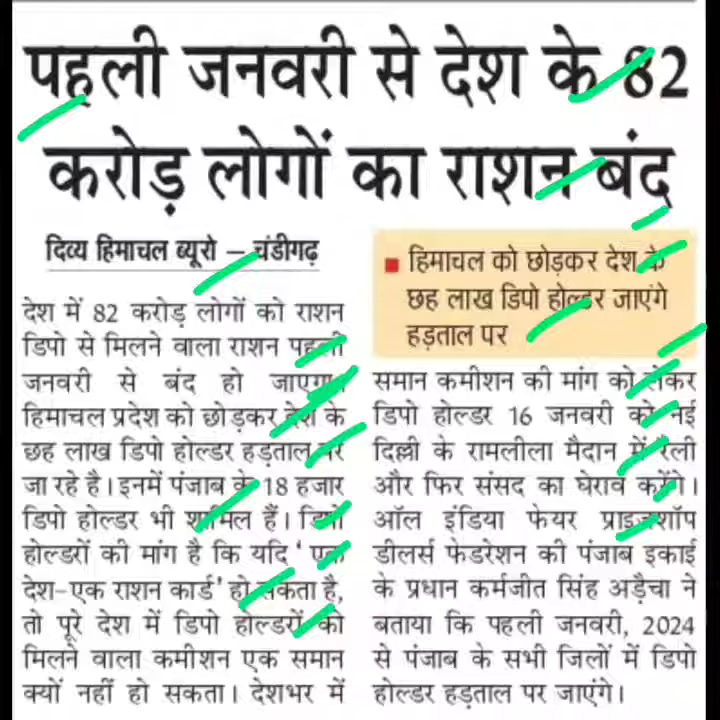 पहली जनवरी से देश के 82
करोड़ लोगों का राशन बंद
दिव्य हिमाचल ब्यूरो – चंडीगढ़
देश में 82 करोड़ लोगों को राशन
डिपो से मिलने वाला राशन पहली
जनवरी से बंद हो जाएगा।
हिमाचल प्रदेश को छोड़कर देश के
छह लाख डिपो होल्डर हड़ताल पर
जा रहे है। इनमें पंजाब के 18 हजार
डिपो होल्डर भी शामिल हैं। डिपो
होल्डरों की मांग है कि यदि ‘ एक
देश-एक राशन कार्ड’ हो सकता है,
तो पूरे देश में डिपो होल्डरों को
मिलने वाला कमीशन एक समान
क्यों नहीं हो सकता। देशभर में
■ हिमाचल को छोड़कर देश के
छह लाख डिपो होल्डर जाएंगे
हड़ताल पर
समान कमीशन की मांग को लेकर
डिपो होल्डर 16 जनवरी को नई
दिल्ली के रामलीला मैदान में रैली
और फिर संसद का घेराव करेंगे।
ऑल इंडिया फेयर प्राइज शॉप
डीलर्स फेडरेशन की पंजाब इकाई
के प्रधान कर्मजीत सिंह अड़ैचा ने
बताया कि पहली जनवरी, 2024
से पंजाब के सभी जिलों में डिपो
होल्डर हड़ताल पर जाएंगे।